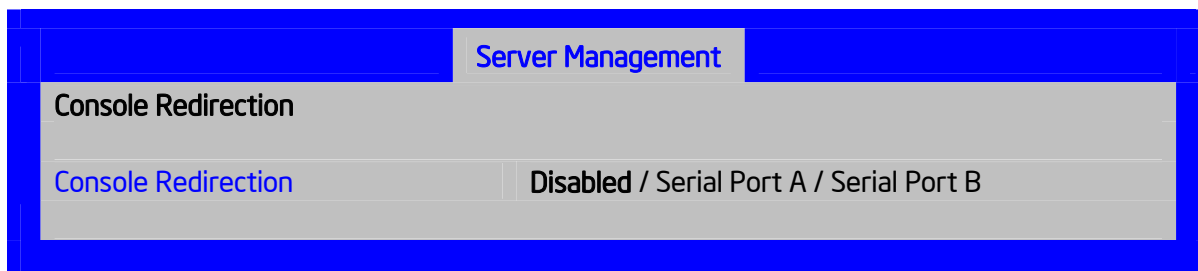 Server Management
Console Redirection
Console Redirection Disabled / Serial Port A / Serial Port B